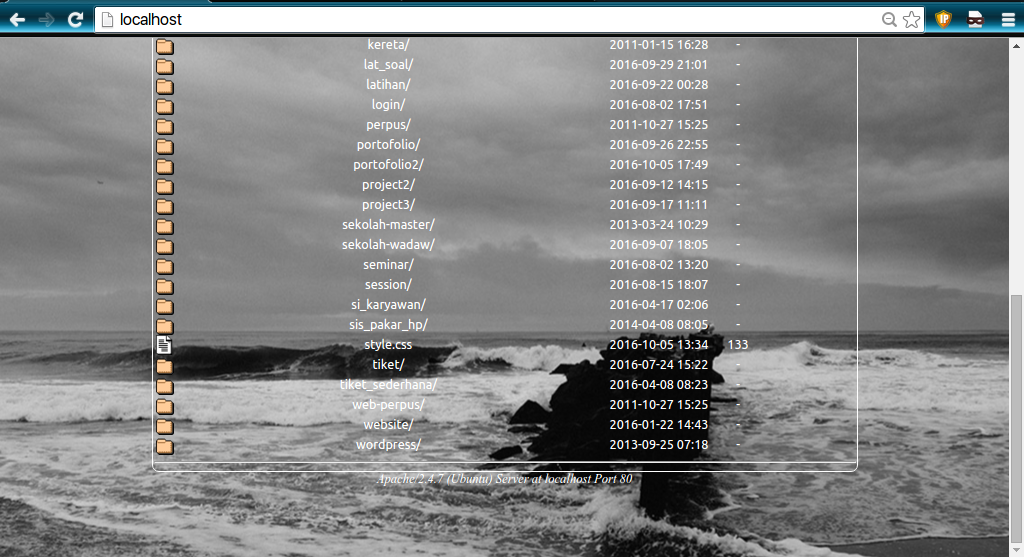 localhost
IP
kereta/ 2011-01-15 16:28 -
lat_soal/ 2016-09-29 21:01 -
latihan/ 2016-09-22 00:28 -
login/ 2016-08-02 17:51 -
perpus/ 2011-10-27 15:25 -
portofolio/ 2016-09-26 22:55 -
portofolio2/ 2016-10-05 17:49 -
project2/ 2016-09-12 14:15 -
project3/ 2016-09-17 11:11 -
sekolah-master/ 2013-03-24 10:29 -
sekolah-wadaw/ 2016-09-07 18:05 -
seminar/ 2016-08-02 13:20 -
session/ 2016-08-15 18:07 -
si_karyawan/ 2016-04-17 02:06 -
sis_pakar_hp/ 2014-04-08 08:05 -
style.css 2016-10-05 13:34 133
tiket/ 2016-07-24 15:22 -
tiket_sederhana/ 2016-04-08 08:23 -
web-perpus/ 2011-10-27 15:25 -
website/ 2016-01-22 14:43 -
wordpress/ 2013-09-25 07:18 -
Apache/2.4.7 (Ubuntu) Server at localhost Port 80